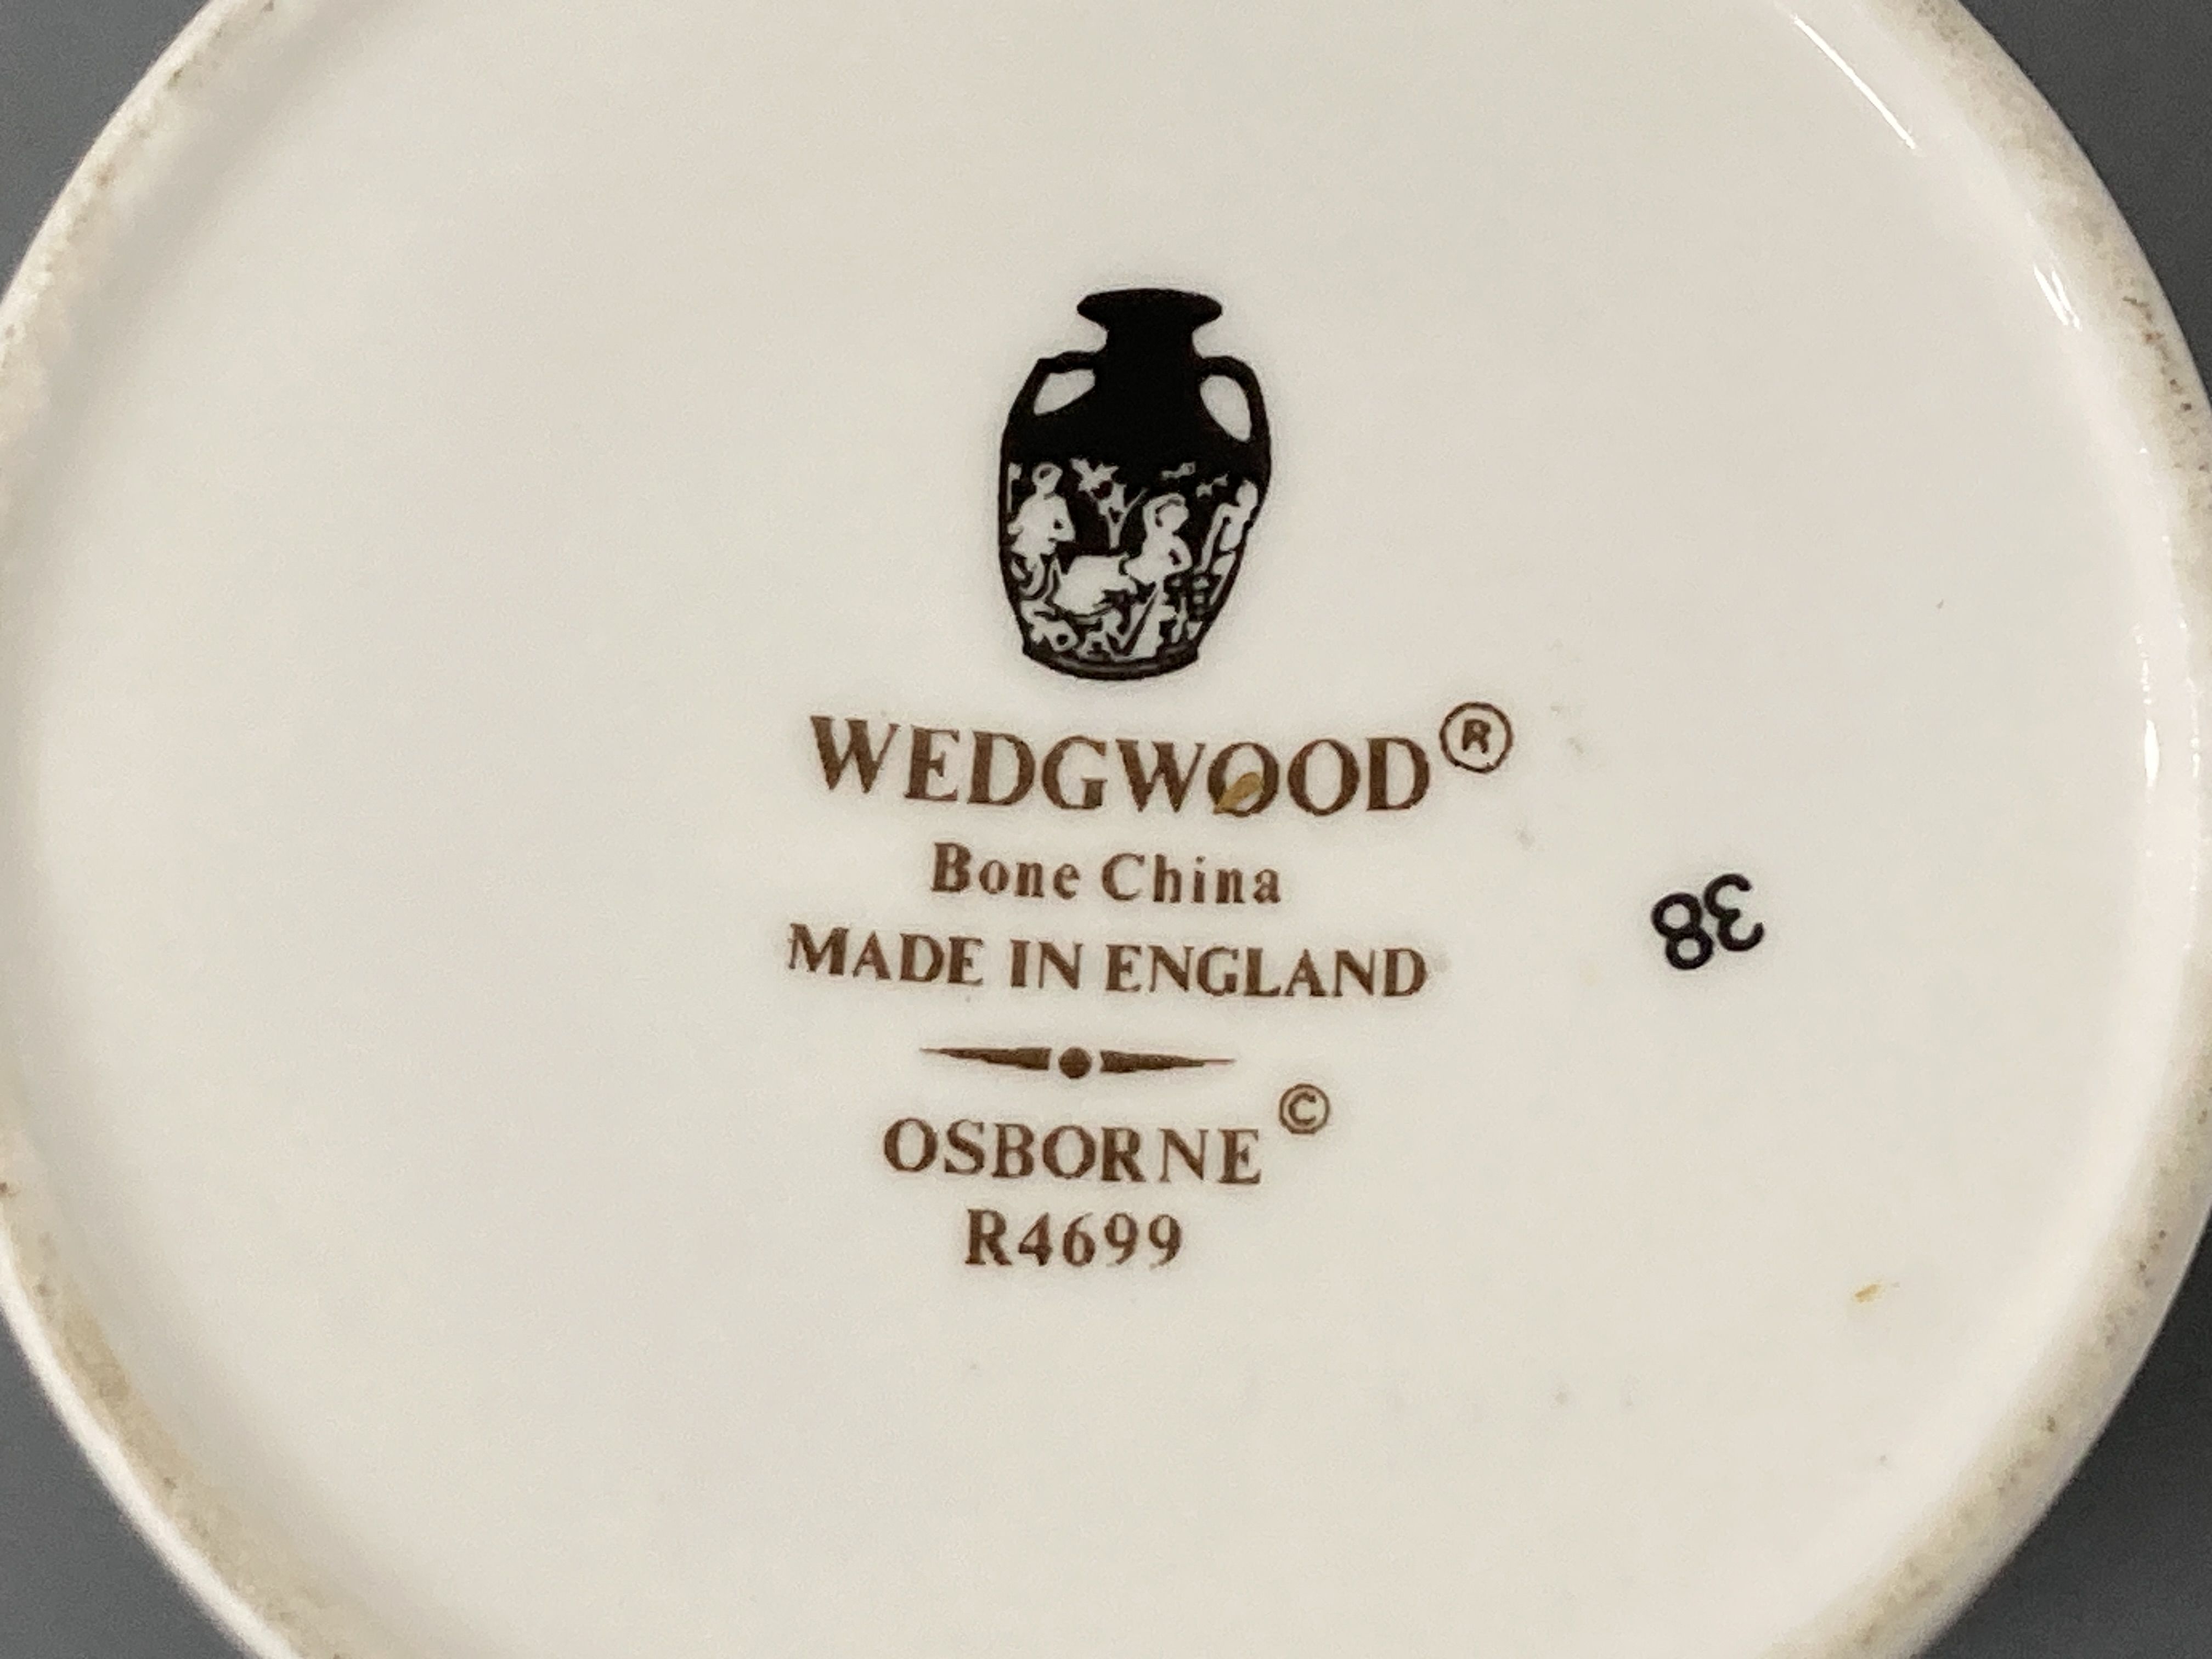 WEDGWOOD®
Bone China
MADE IN ENGLAND
38
OSBORNE©
R4699